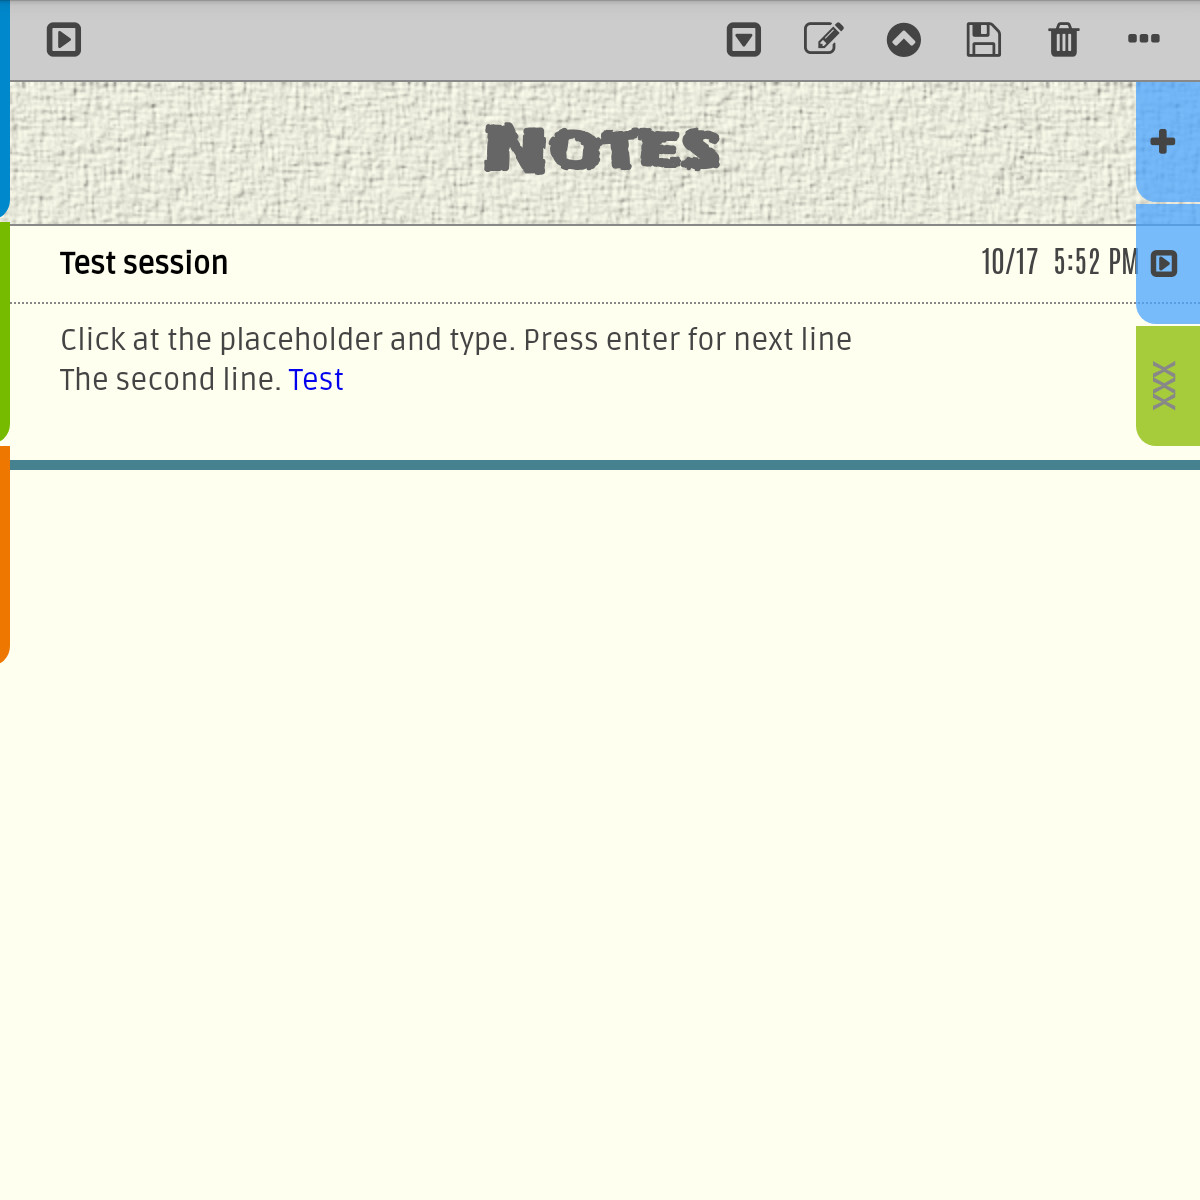 NOTES
Test session 10/17 5:52 PM
Click at the placeholder and type. Press enter for next line
The second line. Test